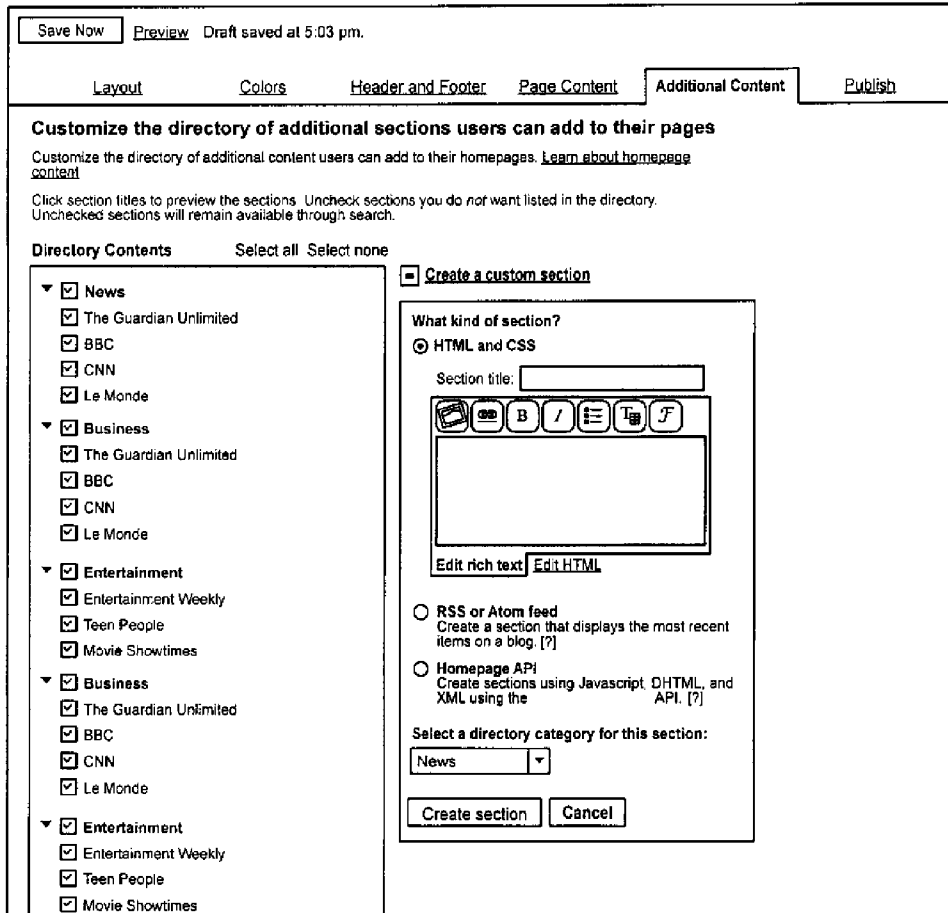 Save Now Preview Draft saved at 5:03 pm.
Layout Colors Header and Footer Page Content Additional Content Publish
Customize the directory of additional sections users can add to their pages
Customize the directory of additional content users can add to their homepages. Learn about homepage
content
Click section titles to preview the sections Uncheck sections you do not want listed in the directory.
Unchecked sections will remain available through search.
Directory Contents Select all Select none
News
The Guardian Unlimited
BBC
CNN
Le Monde
Business
The Guardian Unlimited
BBC
CNN
Le Monde
Entertainment
Entertainment Weekly
Teen People
Movie Showtimes
Business
The Guardian Unlimited
BBC
CNN
Le Monde
Entertainment
Entertainment Weekly
Teen People
Movie Showtimes
Create a custom section
What kind of section?
HTML and CSS
Section title:
B I T F
Edit rich text Edit HTML
RSS or Atom feed
Create a section that displays the most recent
items on a blog. [?]
Homepage API
Create sections using Javascript, DHTML, and
XML using the API. [?]
Select a directory category for this section:
News
Create section Cancel